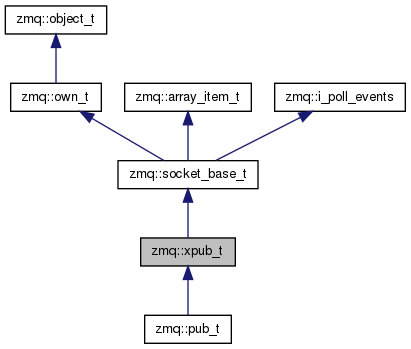 zmq::object_t
zmq::own_t
zmq::array_item_t
zmq::i_poll_events
zmq::socket_base_t
zmq::xpub_t
zmq::pub_t